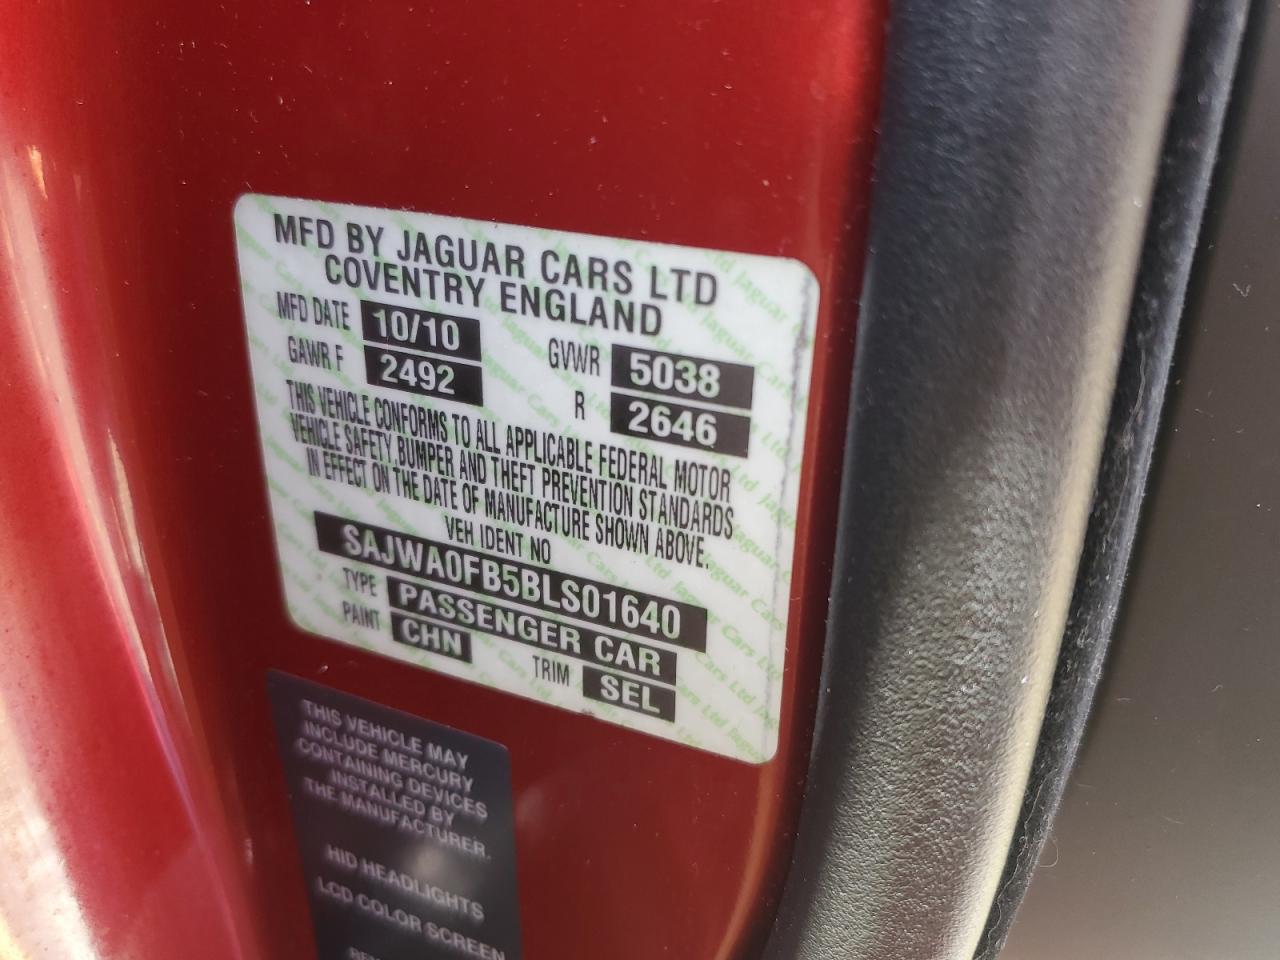 MFD BY JAGUAR CARS LTD
COVENTRY ENGLAND
MFD DATE 10/10 GVWR 5038
GAWR F 2492 R 2646
THIS VEHICLE CONFORMS TO ALL APPLICABLE FEDERAL MOTOR
VEHICLE SAFETY, BUMPER AND THEFT PREVENTION STANDARDS
IN EFFECT ON THE DATE OF MANUFACTURE SHOWN ABOVE.
VEH IDENT NO
SAJWA0FB5BLS01640
TYPE PASSENGER CAR
PAINT CHN TRIM SEL
THIS VEHICLE MAY
INCLUDE MERCURY
CONTAINING DEVICES
INSTALLED BY
THE MANUFACTURER.
HID HEADLIGHTS
LCD COLOR SCREEN